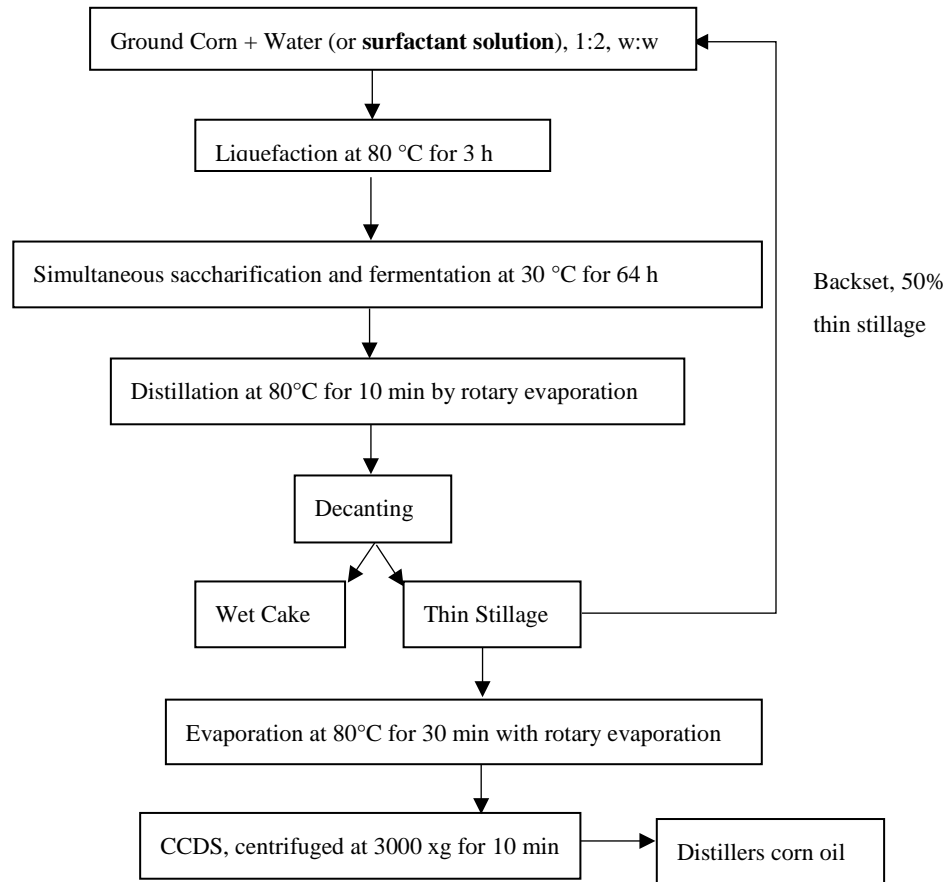 Ground Corn + Water (or surfactant solution), 1:2, w:w
Liquefaction at 80 °C for 3 h
Simultaneous saccharification and fermentation at 30 °C for 64 h
Backset, 50%
thin stillage
Distillation at 80°C for 10 min by rotary evaporation
Decanting
Wet Cake
Thin Stillage
Evaporation at 80°C for 30 min with rotary evaporation
CCDS, centrifuged at 3000 xg for 10 min
Distillers corn oil